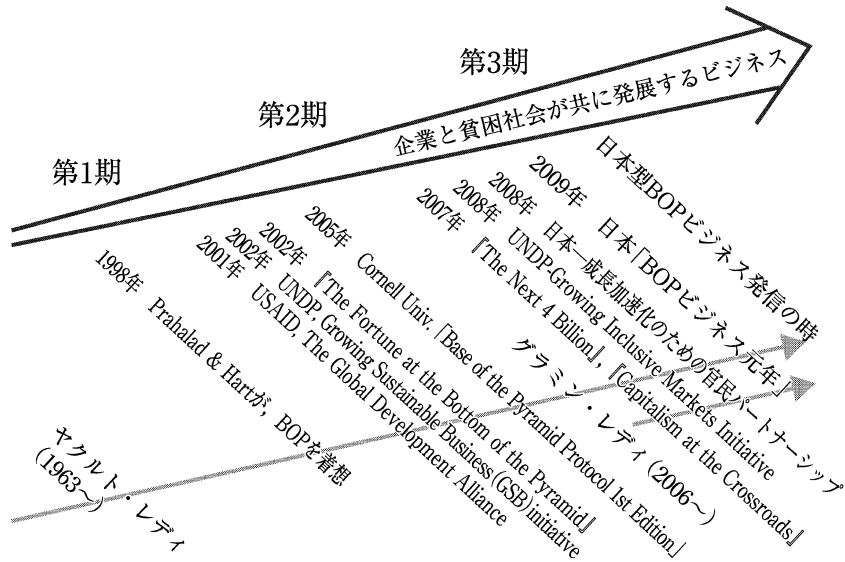 第1期
第2期
第3期
企業と貧困社会が共に発展するビジネス
1998年 Prahalad & Hartが，BOPを着想
2001年 USAID, The Global Development Alliance
2002年 UNDP, Growing Sustainable Business(GSB)initiative
2002年 『The Fortune at the Bottom of the Pyramid』
2005年 Cornell Univ.「Base of the Pyramid Protocol 1st Edition」
2007年 『The Next 4 Billion』，『Capitalism at the Crossroads』
2008年 UNDP-Growing Inclusive Markets Initiative
2008年 日本―成長加速化のための官民パートナーシップ
2009年 日本「BOPビジネス元年」
日本型BOPビジネス発信の時
ヤクルト・レディ
（1963～）
グラミン・レディ（2006～）